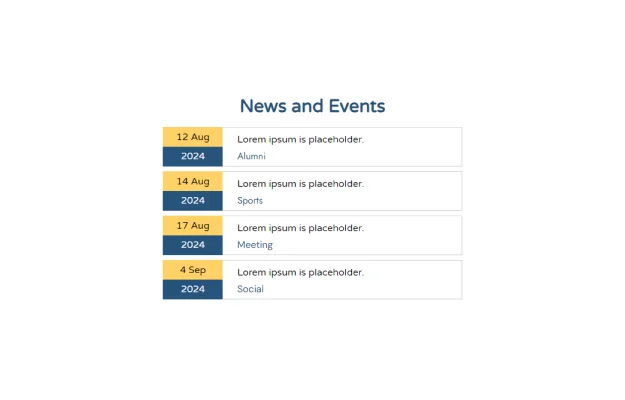 News and Events
12 Aug
Lorem ipsum is placeholder.
2024
Alumni
14 Aug
Lorem ipsum is placeholder.
2024
Sports
17 Aug
Lorem ipsum is placeholder.
2024
Meeting
4 Sep
Lorem ipsum is placeholder.
2024
Social